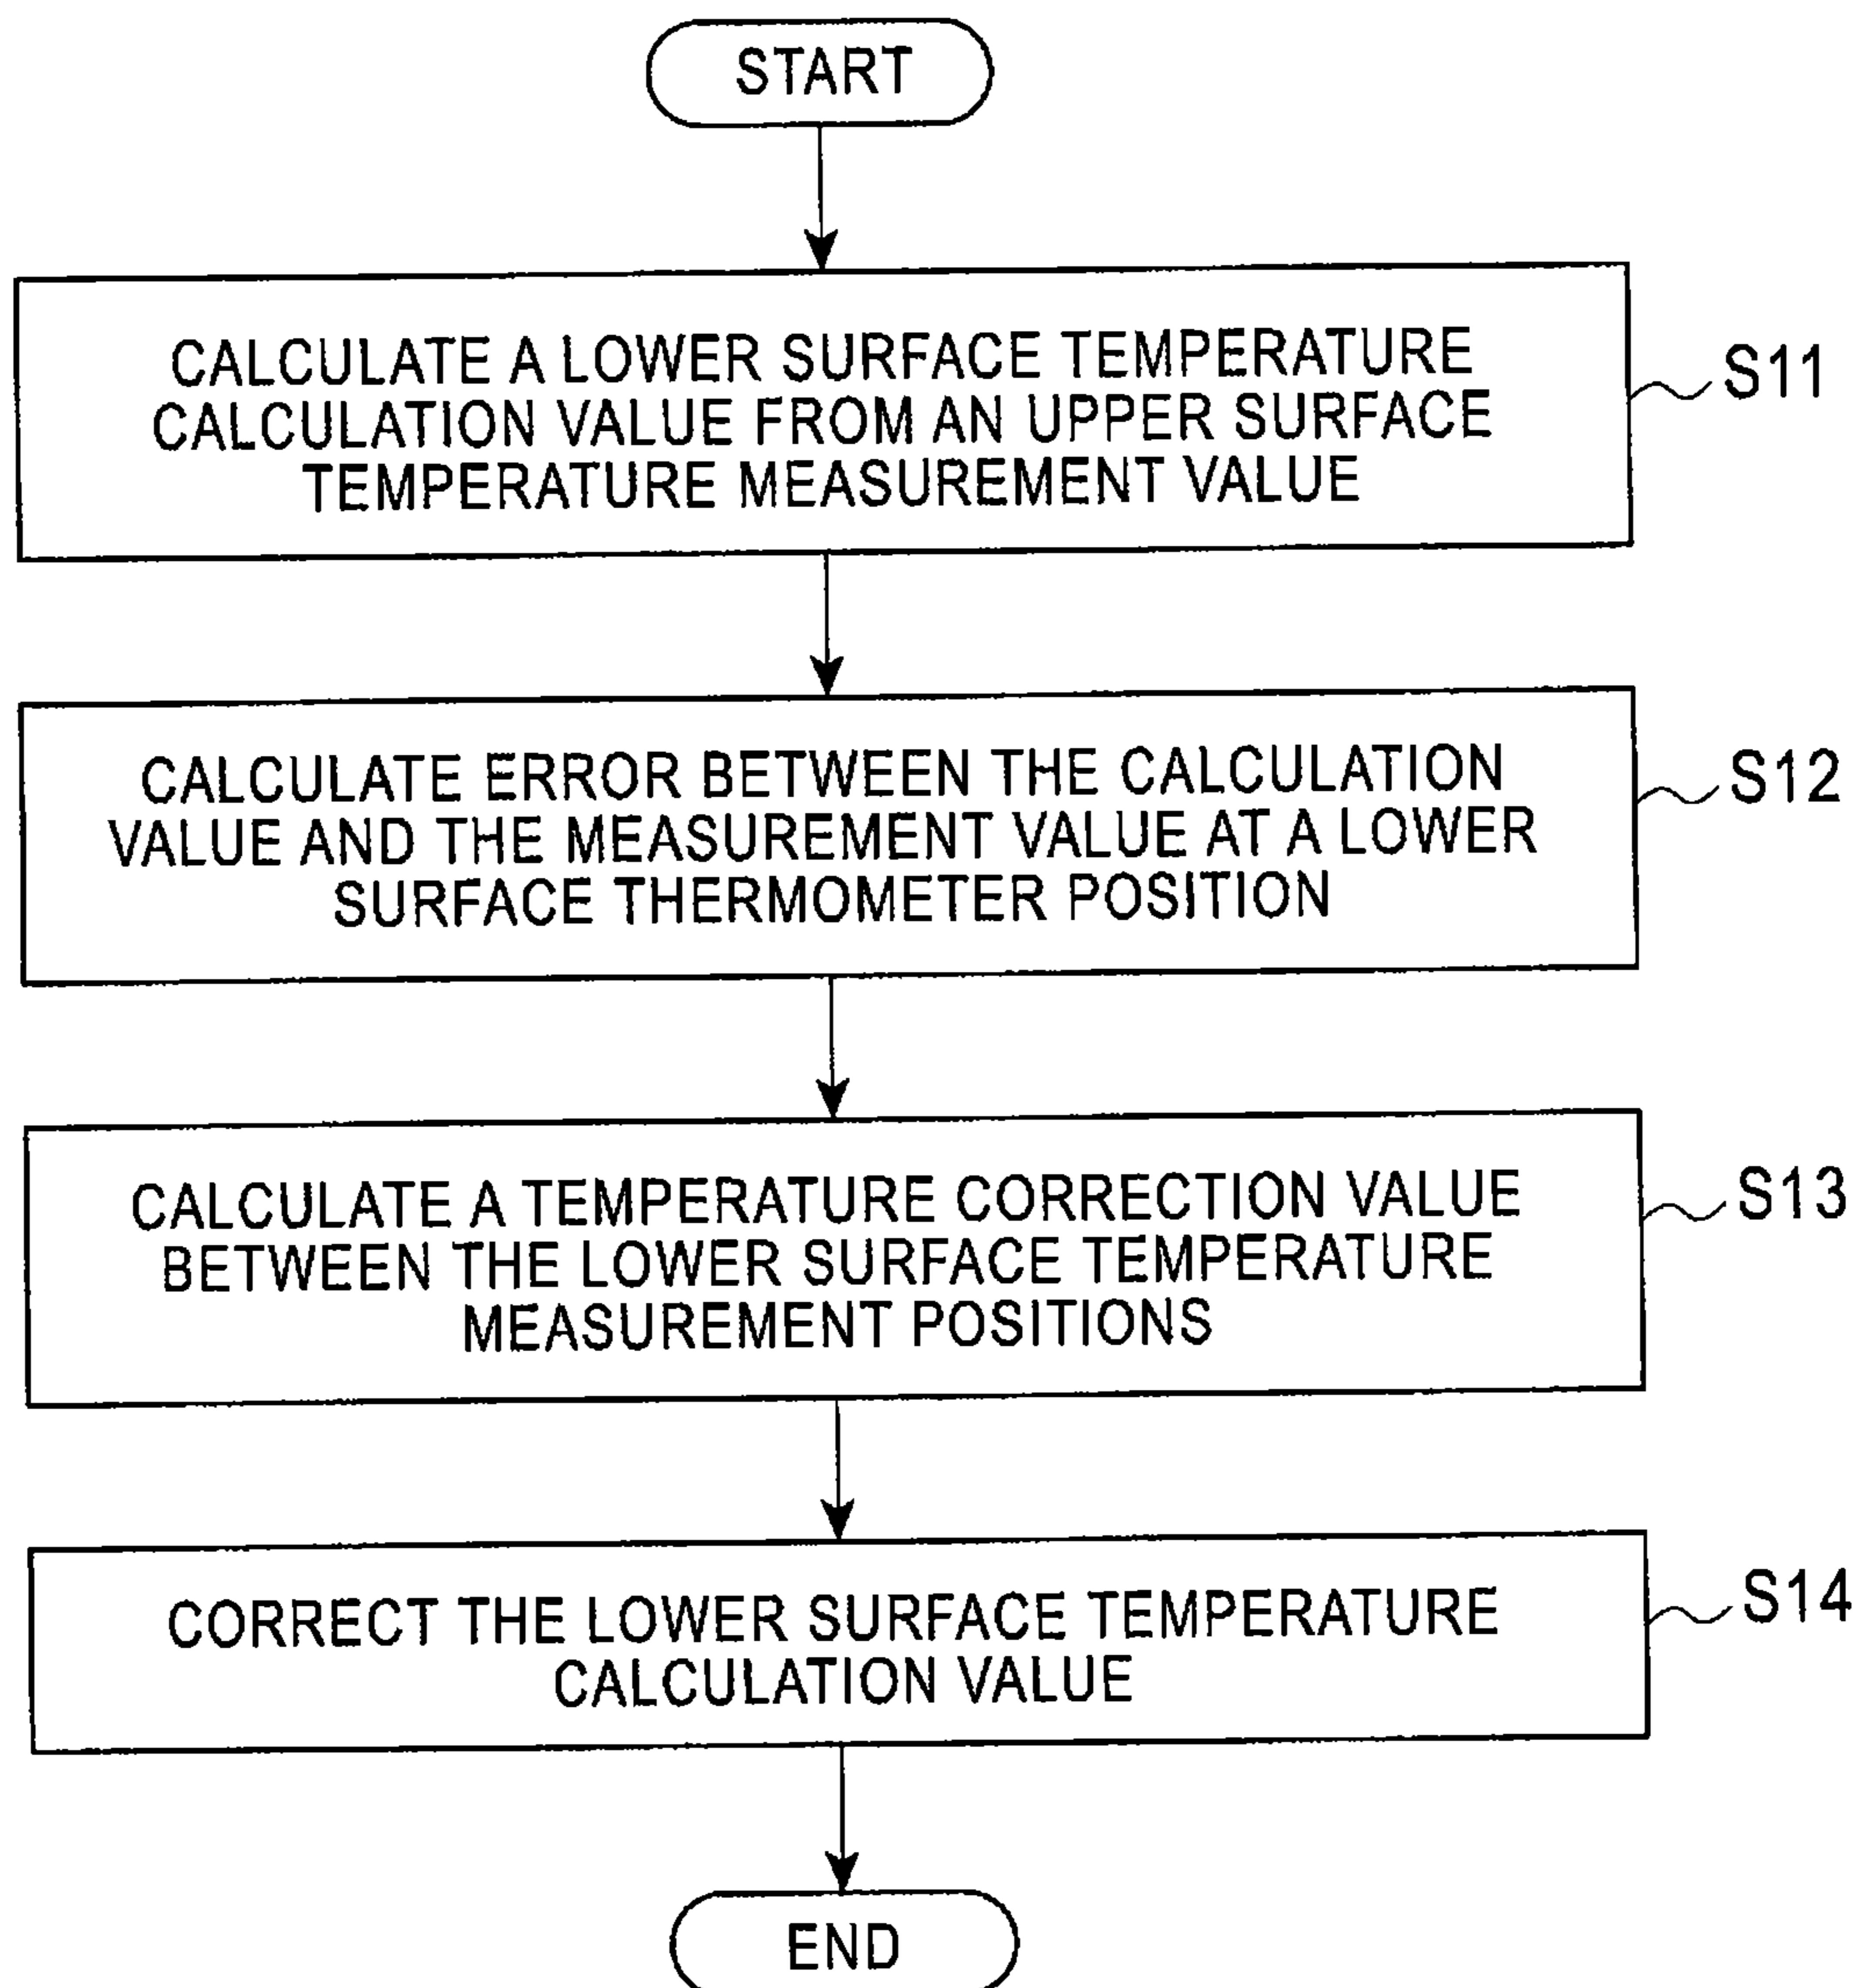 START
CALCULATE A LOWER SURFACE TEMPERATURE
CALCULATION VALUE FROM AN UPPER SURFACE
TEMPERATURE MEASUREMENT VALUE
S11
CALCULATE ERROR BETWEEN THE CALCULATION
VALUE AND THE MEASUREMENT VALUE AT A LOWER
SURFACE THERMOMETER POSITION
S12
CALCULATE A TEMPERATURE CORRECTION VALUE
BETWEEN THE LOWER SURFACE TEMPERATURE
MEASUREMENT POSITIONS
S13
CORRECT THE LOWER SURFACE TEMPERATURE
CALCULATION VALUE
S14
END